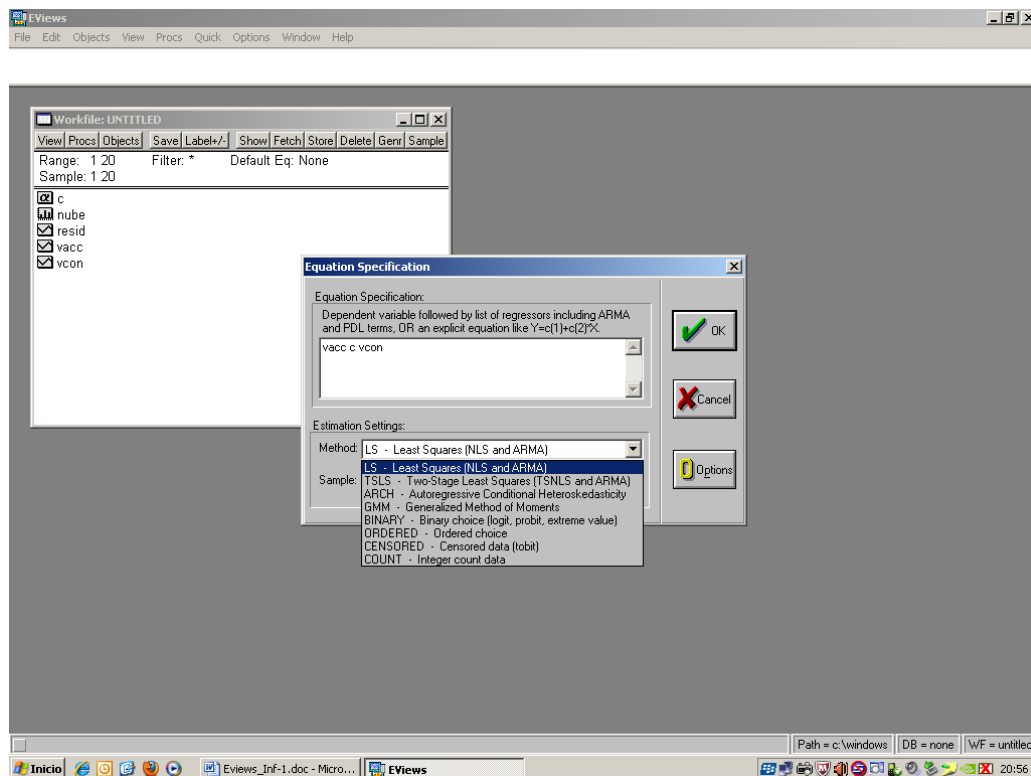 EViews
File Edit Objects View Procs Quick Options Window Help
Workfile: UNTITLED
View Procs Objects Save Label+/- Show Fetch Store Delete Genr Sample
Range: 1 20 Filter: * Default Eq: None
Sample: 1 20
c
nube
resid
vacc
vcon
Equation Specification
Equation Specification:
Dependent variable followed by list of regressors including ARMA
and PDL terms, OR an explicit equation like Y=c(1)+c(2)*X.
vacc c vcon
OK
Cancel
Options
Estimation Settings:
Method: LS - Least Squares (NLS and ARMA)
Sample:
LS - Least Squares (NLS and ARMA)
TSLS - Two-Stage Least Squares (TSNLS and ARMA)
ARCH - Autoregressive Conditional Heteroskedasticity
GMM - Generalized Method of Moments
BINARY - Binary choice (logit, probit, extreme value)
ORDERED - Ordered choice
CENSORED - Censored data (tobit)
COUNT - Integer count data
Path = c:\windows DB = none WF = untitled
Inicio Eviews_Inf-1.doc - Micro... EViews 20:56